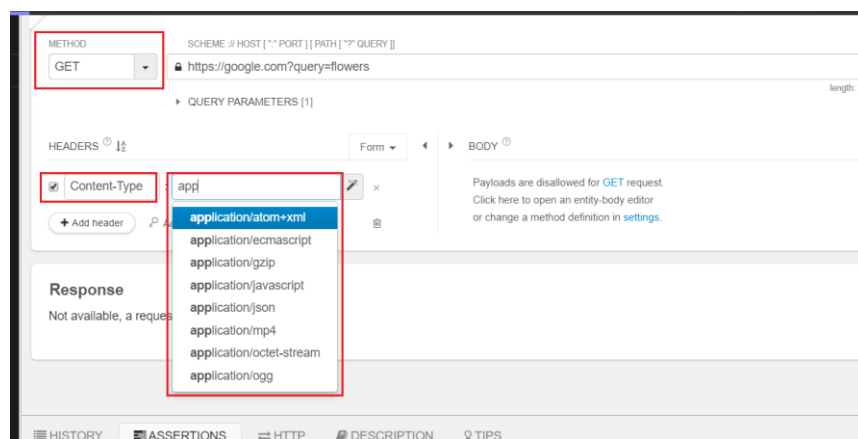 METHOD
SCHEME :// HOST [ ":" PORT ] [ PATH [ "?" QUERY ]]
GET
https://google.com?query=flowers
length:
QUERY PARAMETERS [1]
HEADERS
Form
BODY
Content-Type : app
Payloads are disallowed for GET request.
Click here to open an entity-body editor
or change a method definition in settings.
+ Add header
application/atom+xml
application/ecmascript
application/gzip
application/javascript
application/json
application/mp4
application/octet-stream
application/ogg
Response
Not available, a reques
HISTORY
ASSERTIONS
HTTP
DESCRIPTION
TIPS